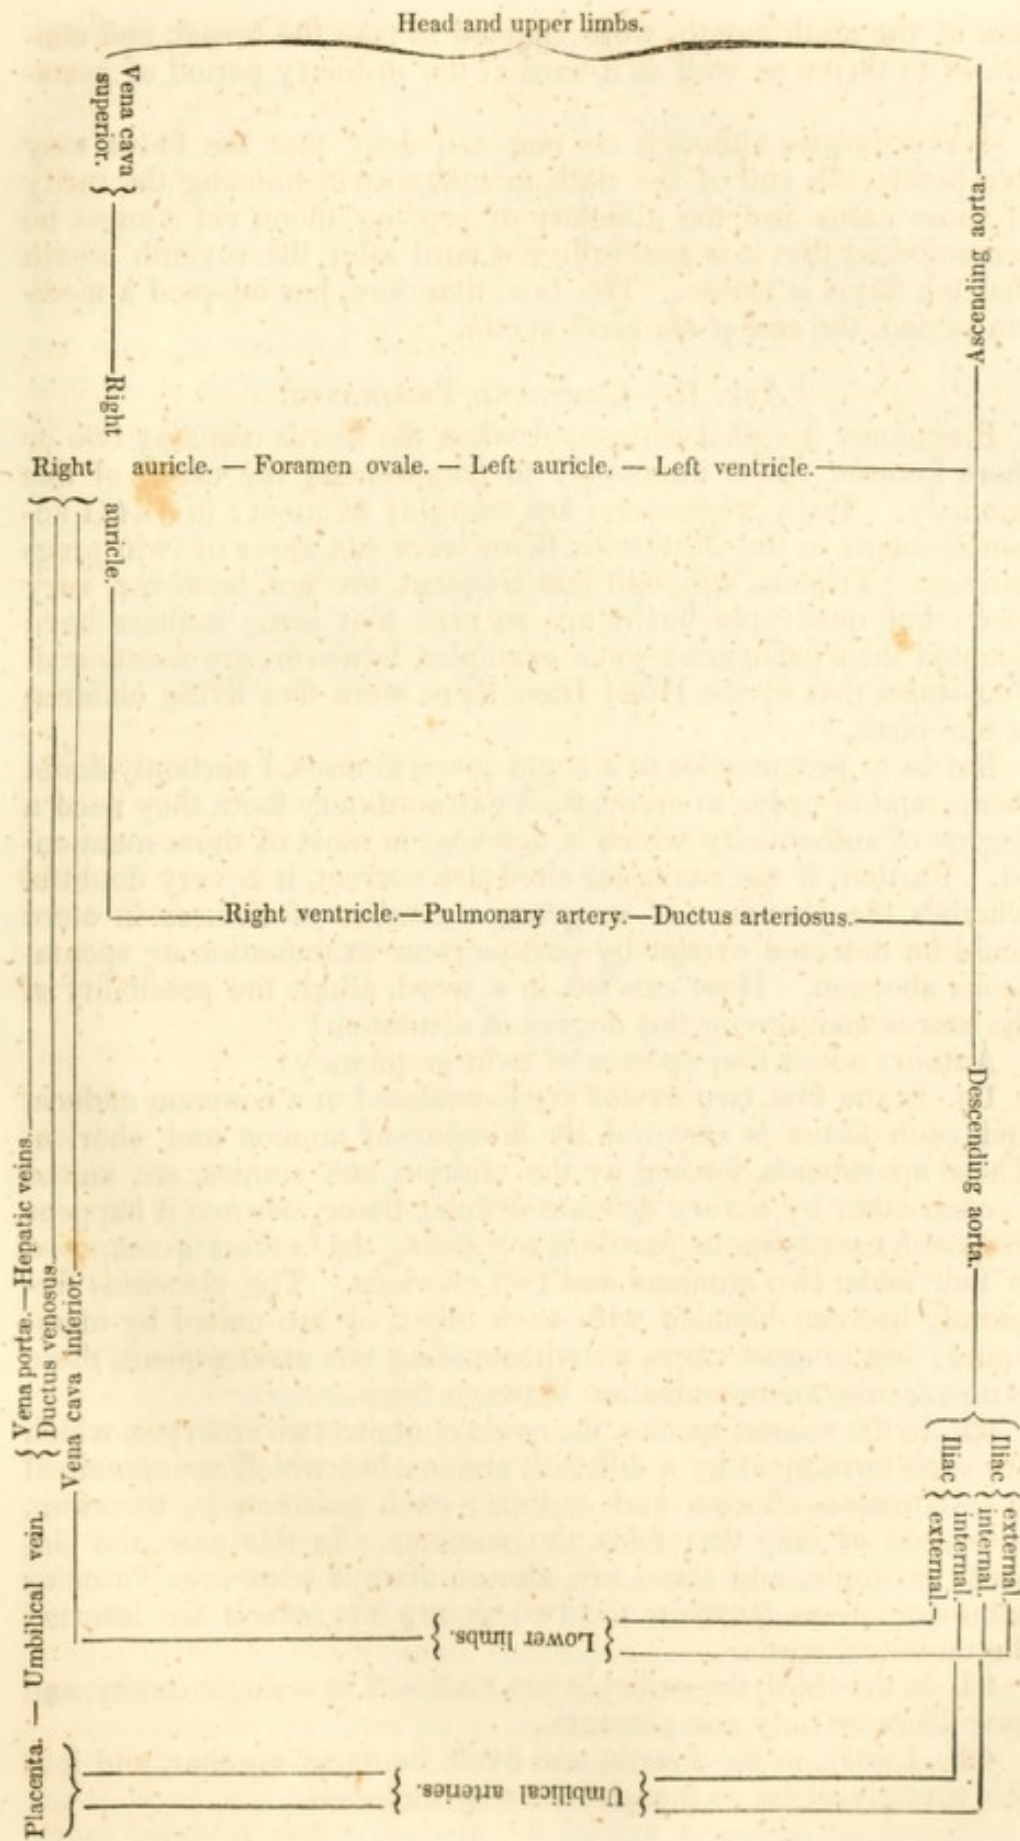 Head and upper limbs.
Vena cava
superior.
Ascending aorta.
Right
Right auricle. — Foramen ovale. — Left auricle. — Left ventricle.
auricle.
Right ventricle.—Pulmonary artery.—Ductus arteriosus.
Descending aorta.
Vena portæ.—Hepatic veins.
Ductus venosus.
Vena cava inferior.
Iliac
Iliac
external.
internal.
internal.
external.
Lower limbs.
Placenta. — Umbilical vein.
Umbilical arteries.